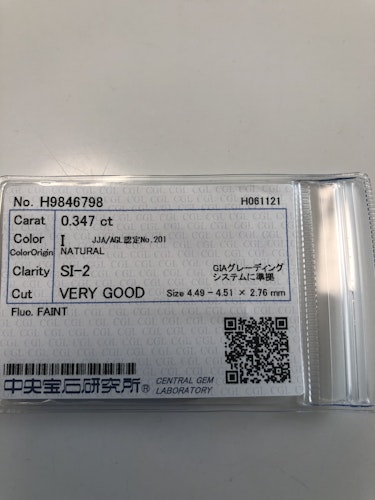 No. H9846798 H061121
Carat 0.347 ct
Color I JJA/AGL認定No.201
ColorOrigin NATURAL
Clarity SI-2 GIAグレーディング
システムに準拠
Cut VERY GOOD Size 4.49 - 4.51 × 2.76 mm
Fluo. FAINT
中央宝石研究所® CENTRAL GEM
LABORATORY